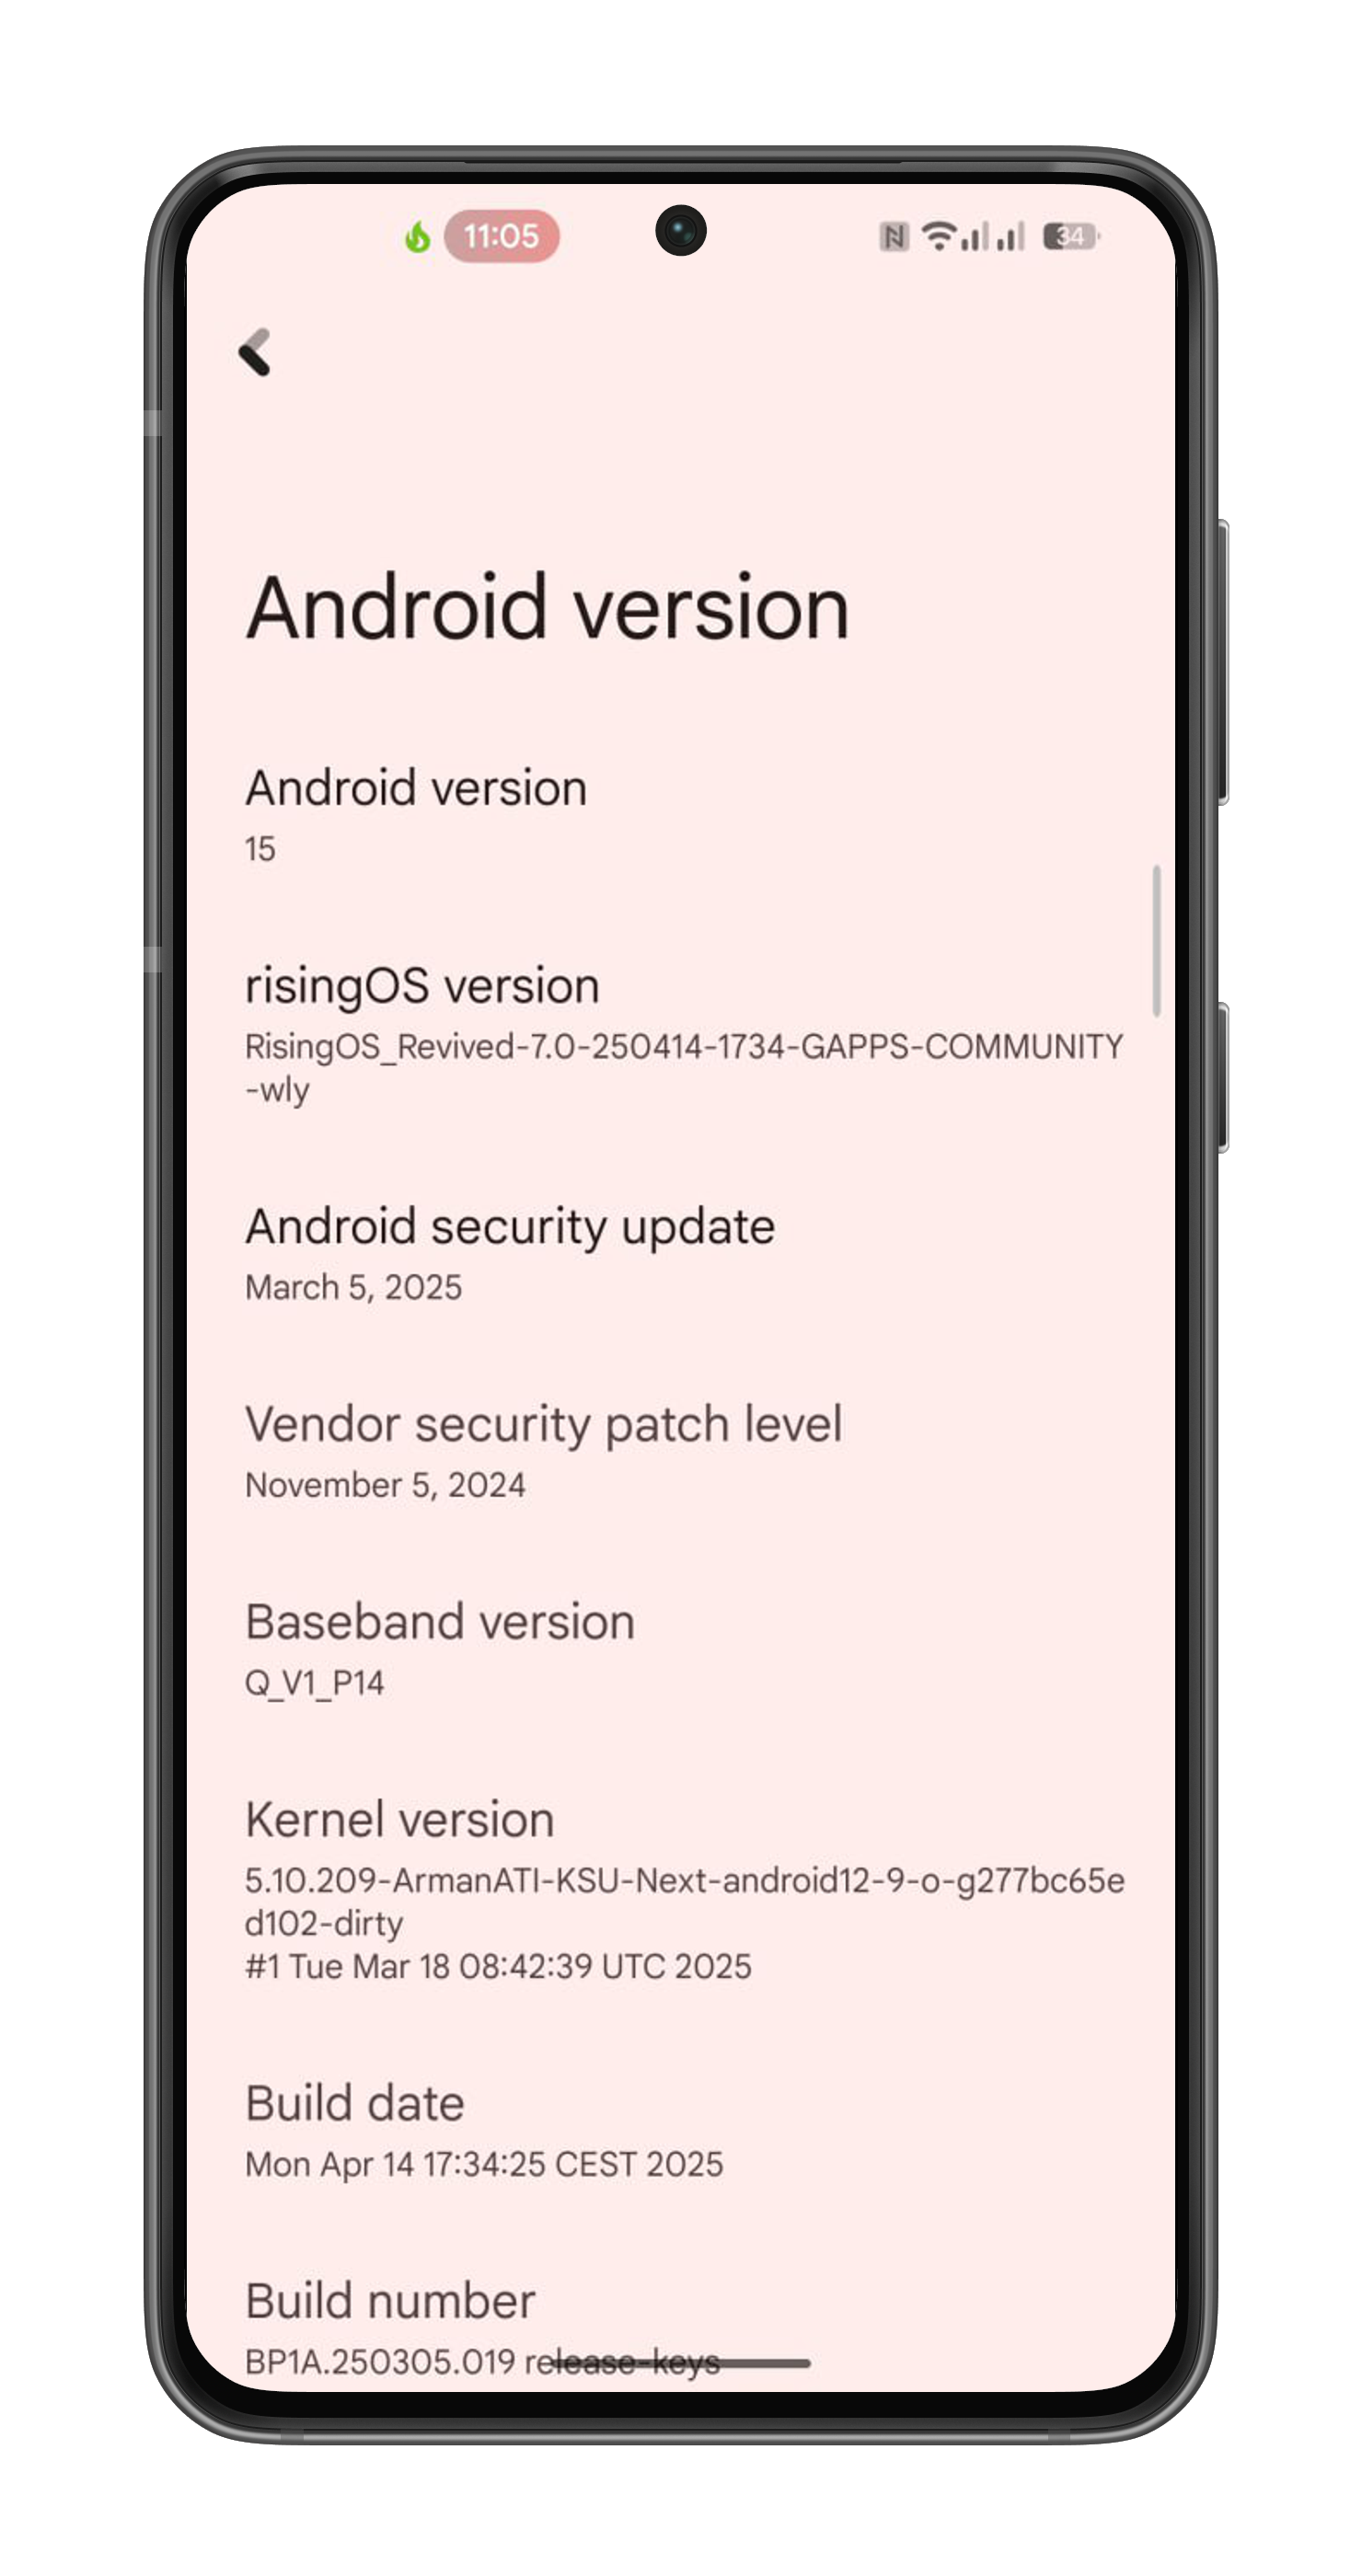 11:05
N
34
Android version
Android version
15
risingOS version
RisingOS_Revived-7.0-250414-1734-GAPPS-COMMUNITY
-wly
Android security update
March 5, 2025
Vendor security patch level
November 5, 2024
Baseband version
Q_V1_P14
Kernel version
5.10.209-ArmanATI-KSU-Next-android12-9-o-g277bc65e
d102-dirty
#1 Tue Mar 18 08:42:39 UTC 2025
Build date
Mon Apr 14 17:34:25 CEST 2025
Build number
BP1A.250305.019 release-keys